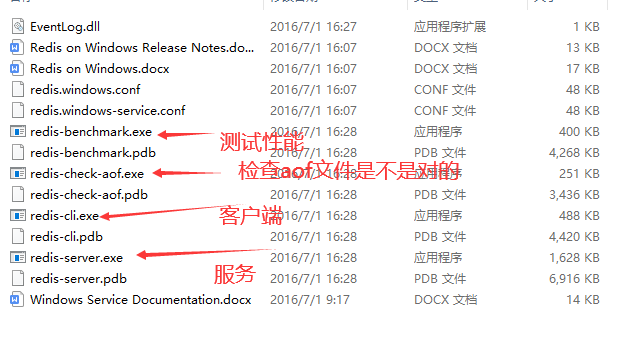 EventLog.dll 2016/7/1 16:27 应用程序扩展 1 KB
Redis on Windows Release Notes.do... 2016/7/1 16:07 DOCX 文档 13 KB
Redis on Windows.docx 2016/7/1 16:07 DOCX 文档 17 KB
redis.windows.conf 2016/7/1 16:07 CONF 文件 48 KB
redis.windows-service.conf 2016/7/1 16:07 CONF 文件 48 KB
redis-benchmark.exe 2016/7/1 16:28 应用程序 400 KB
测试性能
redis-benchmark.pdb 2016/7/1 16:28 PDB 文件 4,268 KB
redis-check-aof.exe 2016/7/1 16:28 应用程序 251 KB
检查aof文件是不是对的
redis-check-aof.pdb 2016/7/1 16:28 PDB 文件 3,436 KB
redis-cli.exe 2016/7/1 16:28 应用程序 488 KB
客户端
redis-cli.pdb 2016/7/1 16:28 PDB 文件 4,420 KB
redis-server.exe 2016/7/1 16:28 应用程序 1,628 KB
服务
redis-server.pdb 2016/7/1 16:28 PDB 文件 6,916 KB
Windows Service Documentation.docx 2016/7/1 9:17 DOCX 文档 14 KB